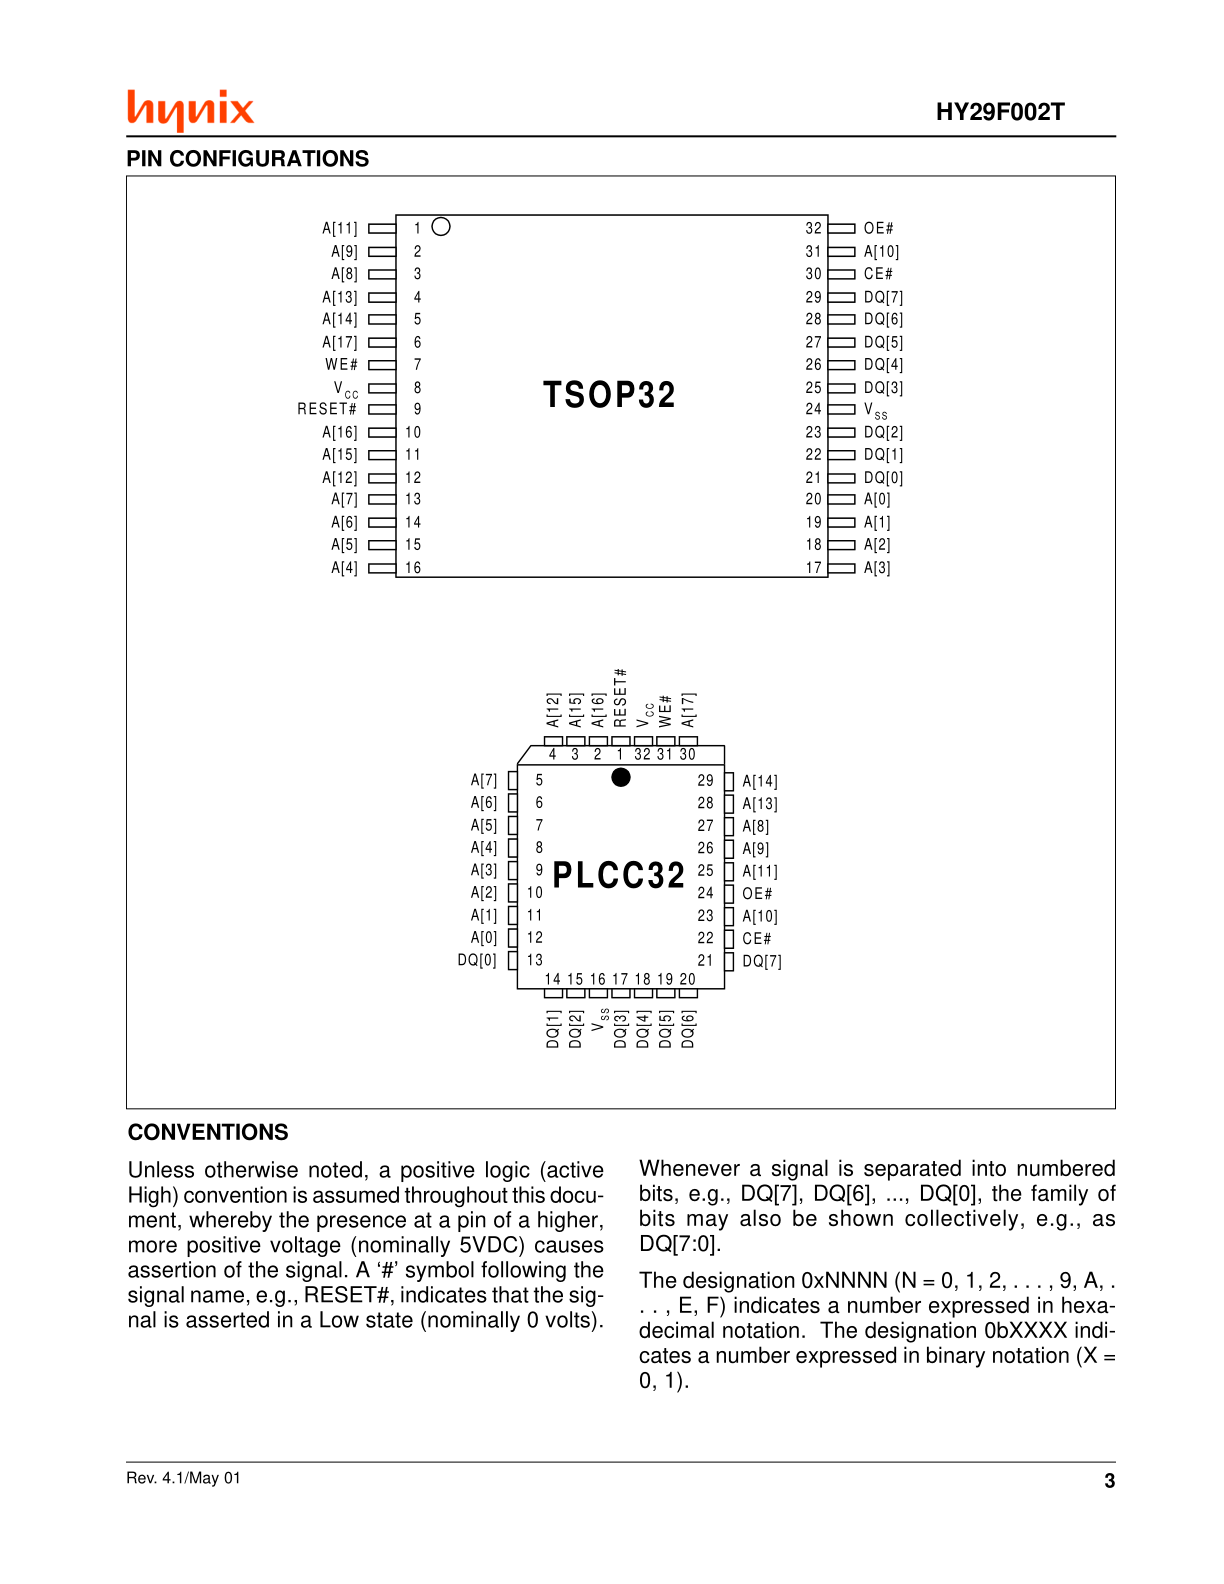 hynix
HY29F002T
PIN CONFIGURATIONS
A[11] 1 32 OE#
A[9] 2 31 A[10]
A[8] 3 30 CE#
A[13] 4 29 DQ[7]
A[14] 5 28 DQ[6]
A[17] 6 27 DQ[5]
WE# 7 26 DQ[4]
VCC 8 25 DQ[3]
TSOP32
RESET# 9 24 VSS
A[16] 10 23 DQ[2]
A[15] 11 22 DQ[1]
A[12] 12 21 DQ[0]
A[7] 13 20 A[0]
A[6] 14 19 A[1]
A[5] 15 18 A[2]
A[4] 16 17 A[3]
A[12] A[15] A[16] RESET# VCC WE# A[17]
4 3 2 1 32 31 30
A[7] 5 29 A[14]
A[6] 6 28 A[13]
A[5] 7 27 A[8]
A[4] 8 26 A[9]
A[3] 9 PLCC32 25 A[11]
A[2] 10 24 OE#
A[1] 11 23 A[10]
A[0] 12 22 CE#
DQ[0] 13 21 DQ[7]
14 15 16 17 18 19 20
DQ[1] DQ[2] VSS DQ[3] DQ[4] DQ[5] DQ[6]
CONVENTIONS
Unless otherwise noted, a positive logic (active
High) convention is assumed throughout this docu-
ment, whereby the presence at a pin of a higher,
more positive voltage (nominally 5VDC) causes
assertion of the signal. A ‘#’ symbol following the
signal name, e.g., RESET#, indicates that the sig-
nal is asserted in a Low state (nominally 0 volts).
Whenever a signal is separated into numbered
bits, e.g., DQ[7], DQ[6], ..., DQ[0], the family of
bits may also be shown collectively, e.g., as
DQ[7:0].
The designation 0xNNNN (N = 0, 1, 2, . . . , 9, A, .
. . , E, F) indicates a number expressed in hexa-
decimal notation. The designation 0bXXXX indi-
cates a number expressed in binary notation (X =
0, 1).
Rev. 4.1/May 01
3